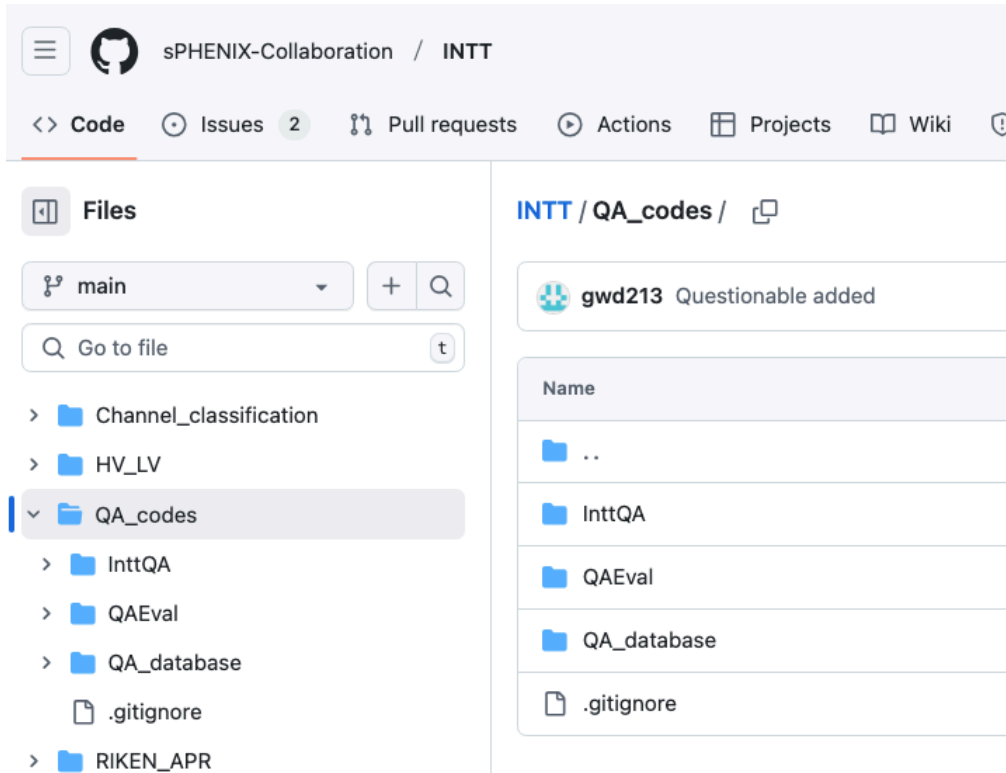 sPHENIX-Collaboration / INTT
<> Code Issues 2 Pull requests Actions Projects Wiki
Files
main
Go to file t
Channel_classification
HV_LV
QA_codes
InttQA
QAEval
QA_database
.gitignore
RIKEN_APR
INTT / QA_codes /
gwd213 Questionable added
Name
..
InttQA
QAEval
QA_database
.gitignore